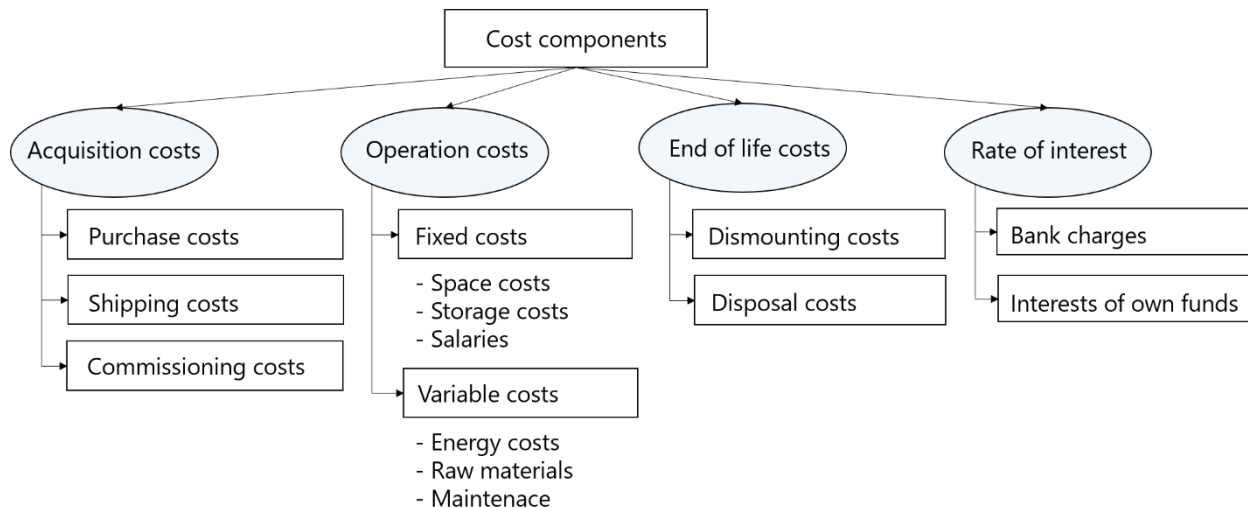 Cost components
Acquisition costs
Purchase costs
Shipping costs
Commissioning costs
Operation costs
Fixed costs
- Space costs
- Storage costs
- Salaries
Variable costs
- Energy costs
- Raw materials
- Maintenace
End of life costs
Dismounting costs
Disposal costs
Rate of interest
Bank charges
Interests of own funds